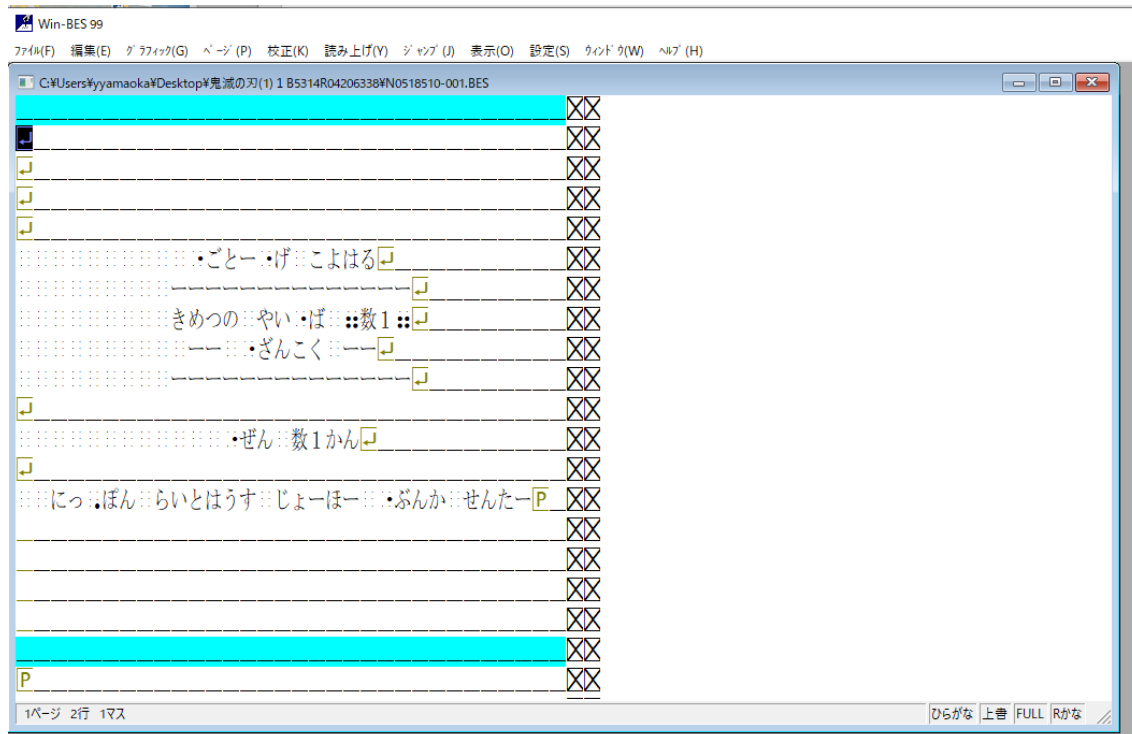 Win-BES 99
ファイル(F) 編集(E) グラフィック(G) ページ(P) 校正(K) 読み上げ(Y) ジャンプ(J) 表示(O) 設定(S) ウィンドウ(W) ヘルプ(H)
C:¥Users¥yyamaoka¥Desktop¥鬼滅の刃(1) 1 B5314R04206338¥N0518510-001.BES
・ごとー ・げ こよはる
ーーーーーーーーーーーーーー
きめつの やい・ば ::数1::
ーー ・ざんこく ーー
ーーーーーーーーーーーーーー
・ぜん 数1かん
にっ.ぽん らいとはうす じょーほー ・ぶんか せんたーP
P
1ページ 2行 1マス ひらがな 上書 FULL Rかな